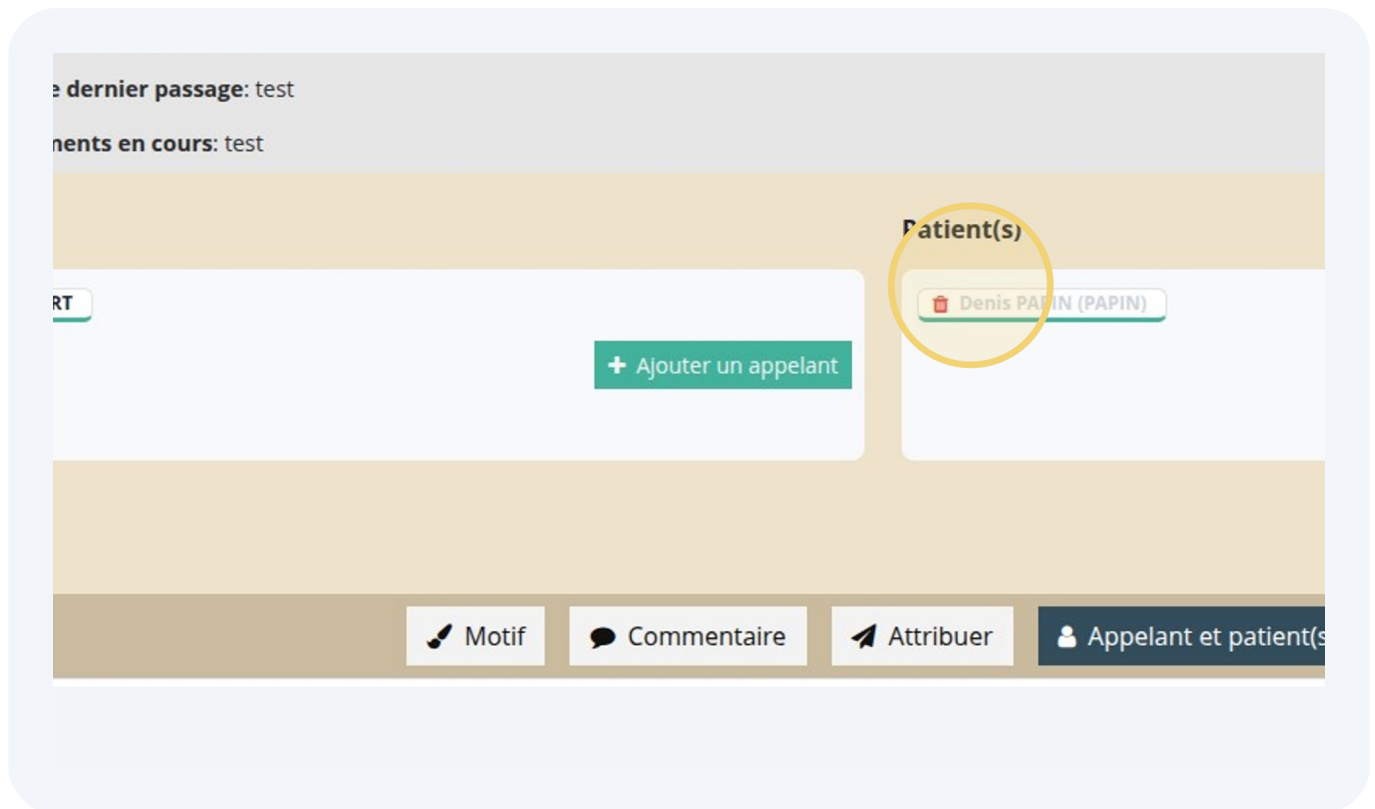 e dernier passage: test
nents en cours: test
Patient(s)
RT
Denis PAPIN (PAPIN)
Ajouter un appelant
Motif
Commentaire
Attribuer
Appelant et patient(s